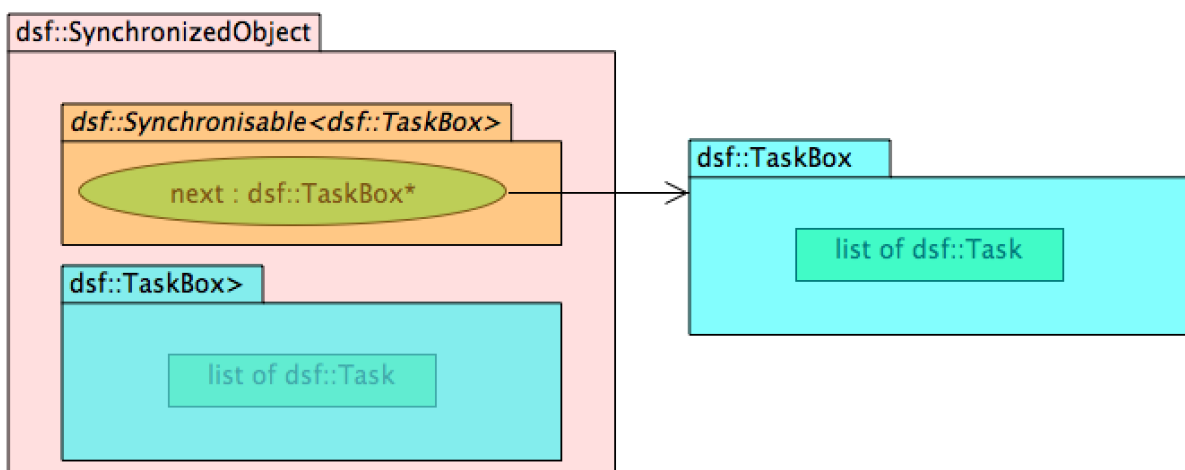 dsf::SynchronizedObject
dsf::Synchronisable<dsf::TaskBox>
next : dsf::TaskBox*
dsf::TaskBox>
list of dsf::Task
dsf::TaskBox
list of dsf::Task